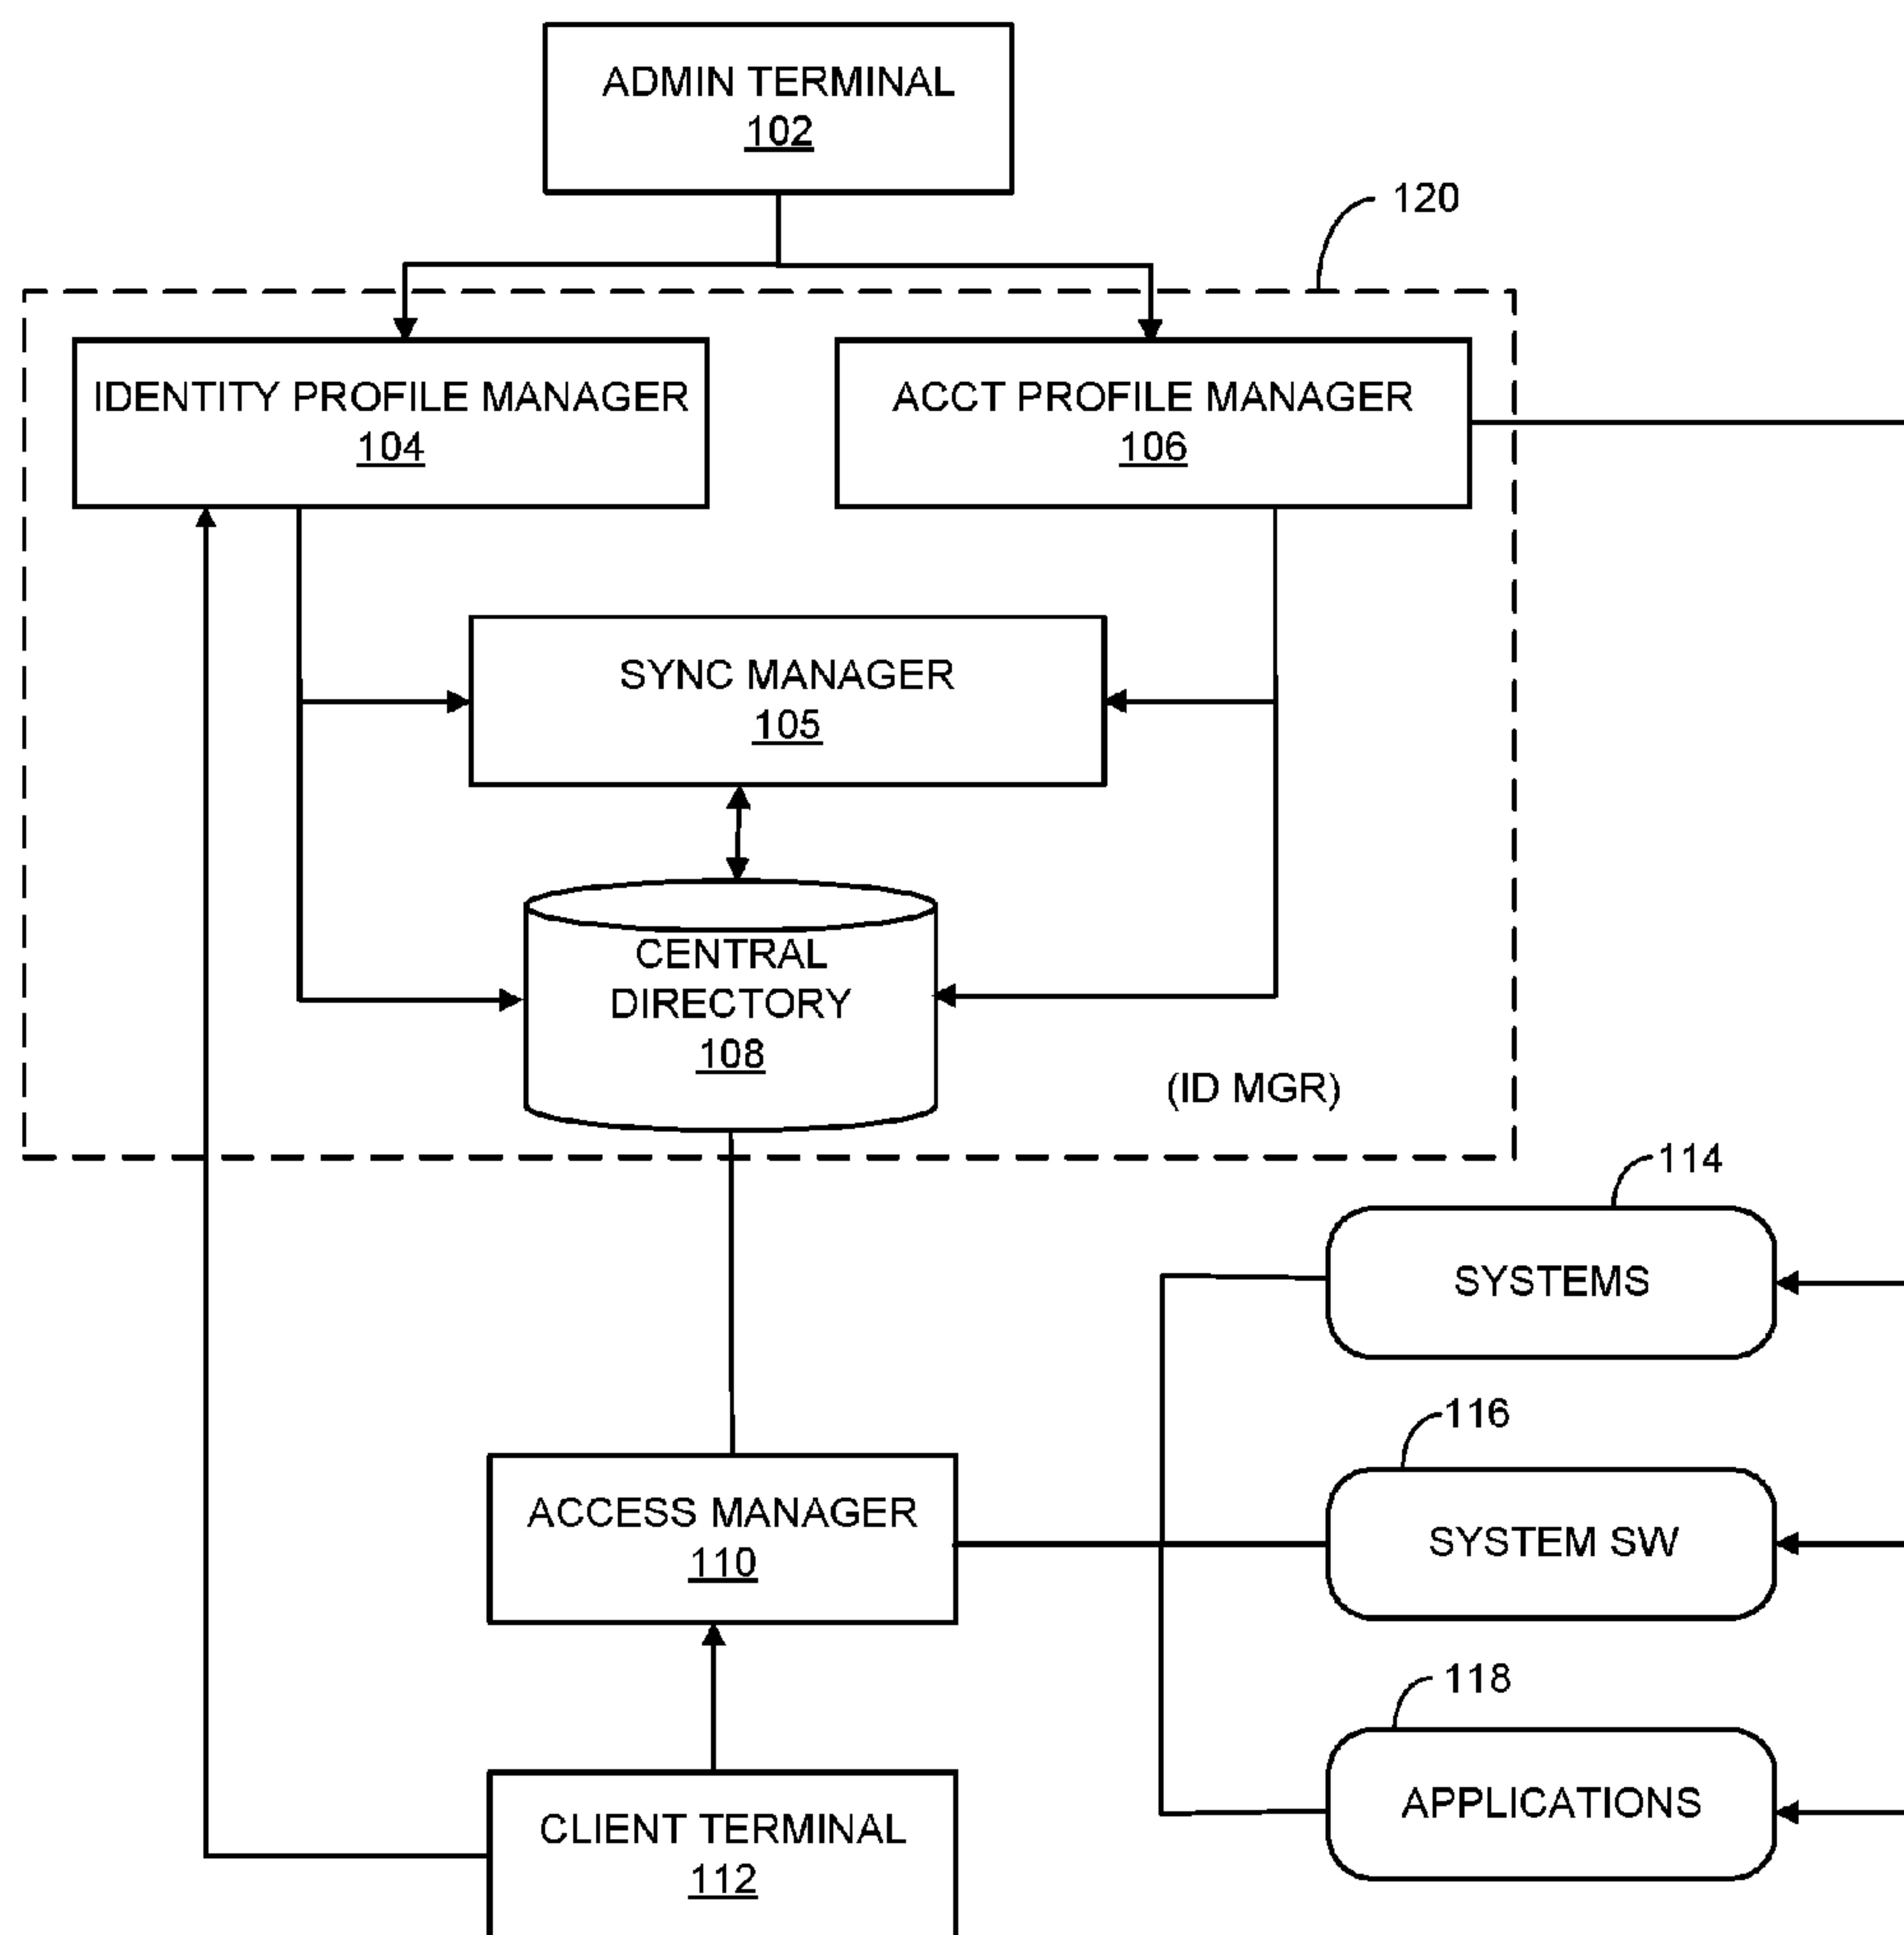 ADMIN TERMINAL
102
120
IDENTITY PROFILE MANAGER
104
ACCT PROFILE MANAGER
106
SYNC MANAGER
105
CENTRAL
DIRECTORY
108
(ID MGR)
114
SYSTEMS
116
ACCESS MANAGER
110
SYSTEM SW
118
APPLICATIONS
CLIENT TERMINAL
112